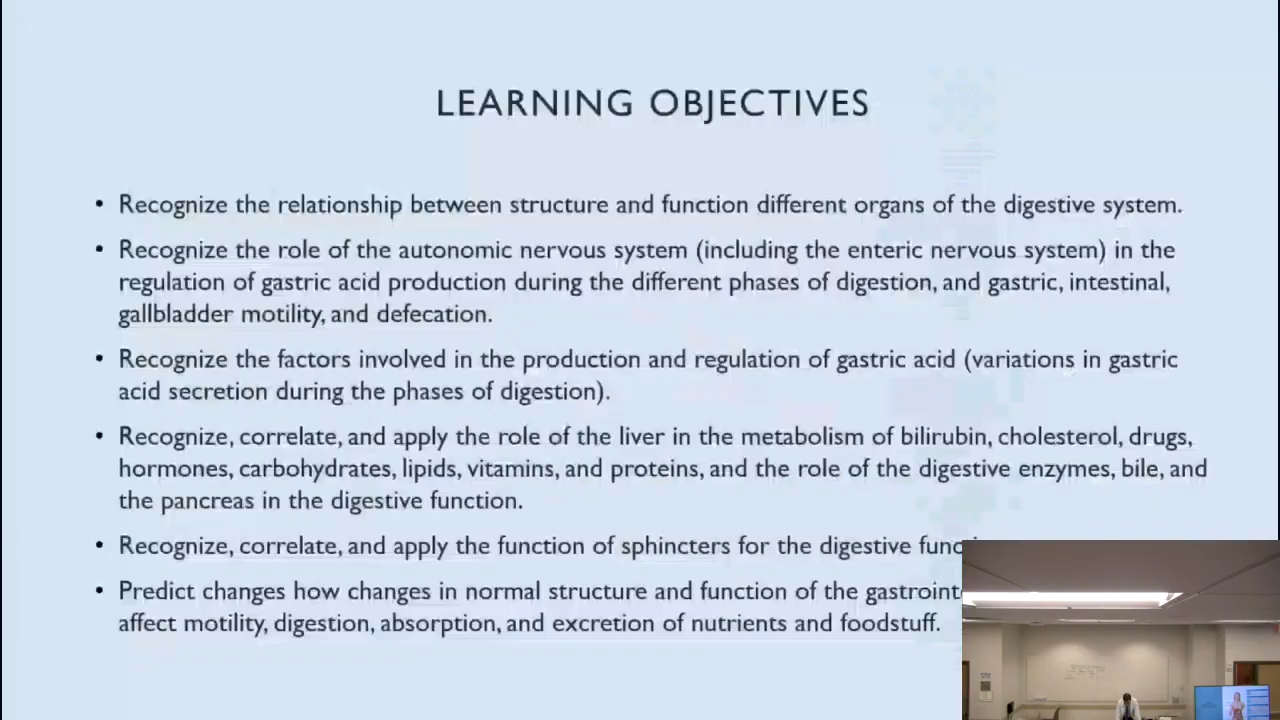 LEARNING OBJECTIVES
• Recognize the relationship between structure and function different organs of the digestive system.
• Recognize the role of the autonomic nervous system (including the enteric nervous system) in the
regulation of gastric acid production during the different phases of digestion, and gastric, intestinal,
gallbladder motility, and defecation.
• Recognize the factors involved in the production and regulation of gastric acid (variations in gastric
acid secretion during the phases of digestion).
• Recognize, correlate, and apply the role of the liver in the metabolism of bilirubin, cholesterol, drugs,
hormones, carbohydrates, lipids, vitamins, and proteins, and the role of the digestive enzymes, bile, and
the pancreas in the digestive function.
• Recognize, correlate, and apply the function of sphincters for the digestive
• Predict changes how changes in normal structure and function of the
affect motility, digestion, absorption, and excretion of nutrients and foodstuff.